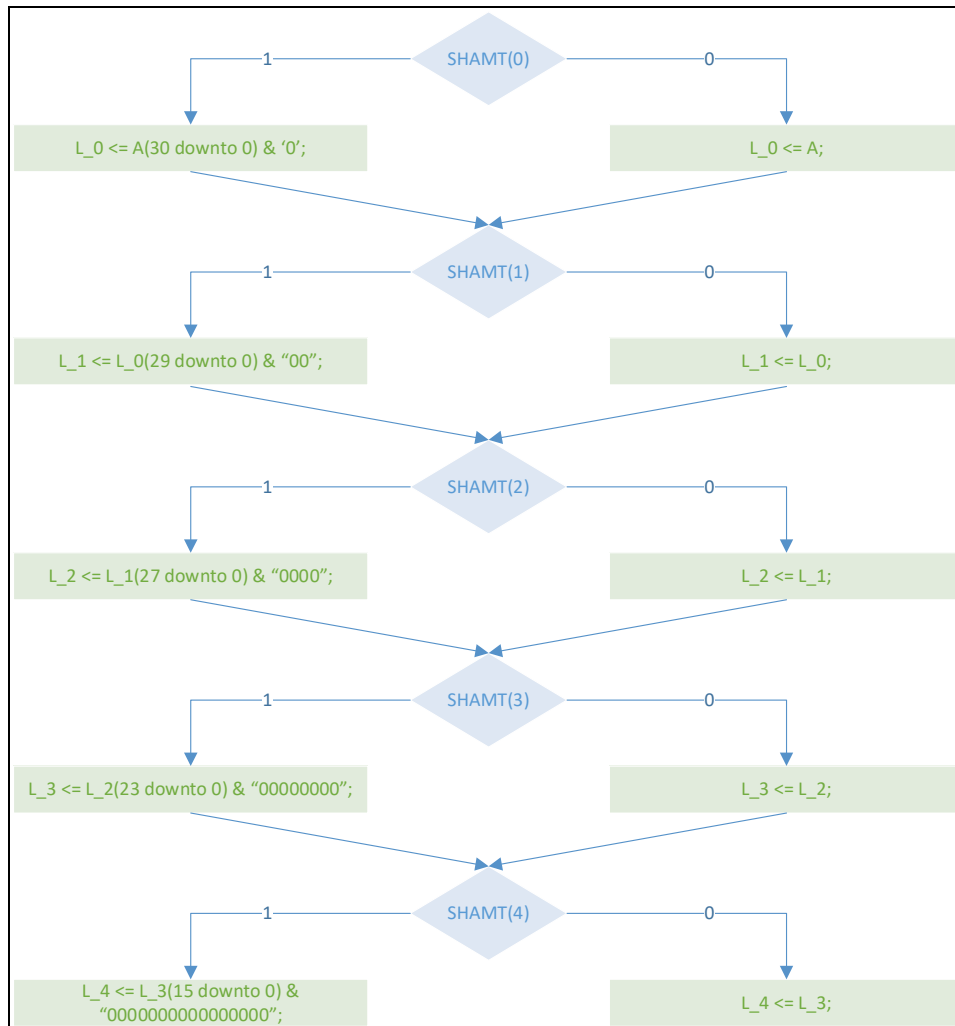 SHAMT(0)
1
0
L_0 <= A(30 downto 0) & ‘0’;
L_0 <= A;
SHAMT(1)
1
0
L_1 <= L_0(29 downto 0) & “00”;
L_1 <= L_0;
SHAMT(2)
1
0
L_2 <= L_1(27 downto 0) & “0000”;
L_2 <= L_1;
SHAMT(3)
1
0
L_3 <= L_2(23 downto 0) & “00000000”;
L_3 <= L_2;
SHAMT(4)
1
0
L_4 <= L_3(15 downto 0) &
“0000000000000000”;
L_4 <= L_3;